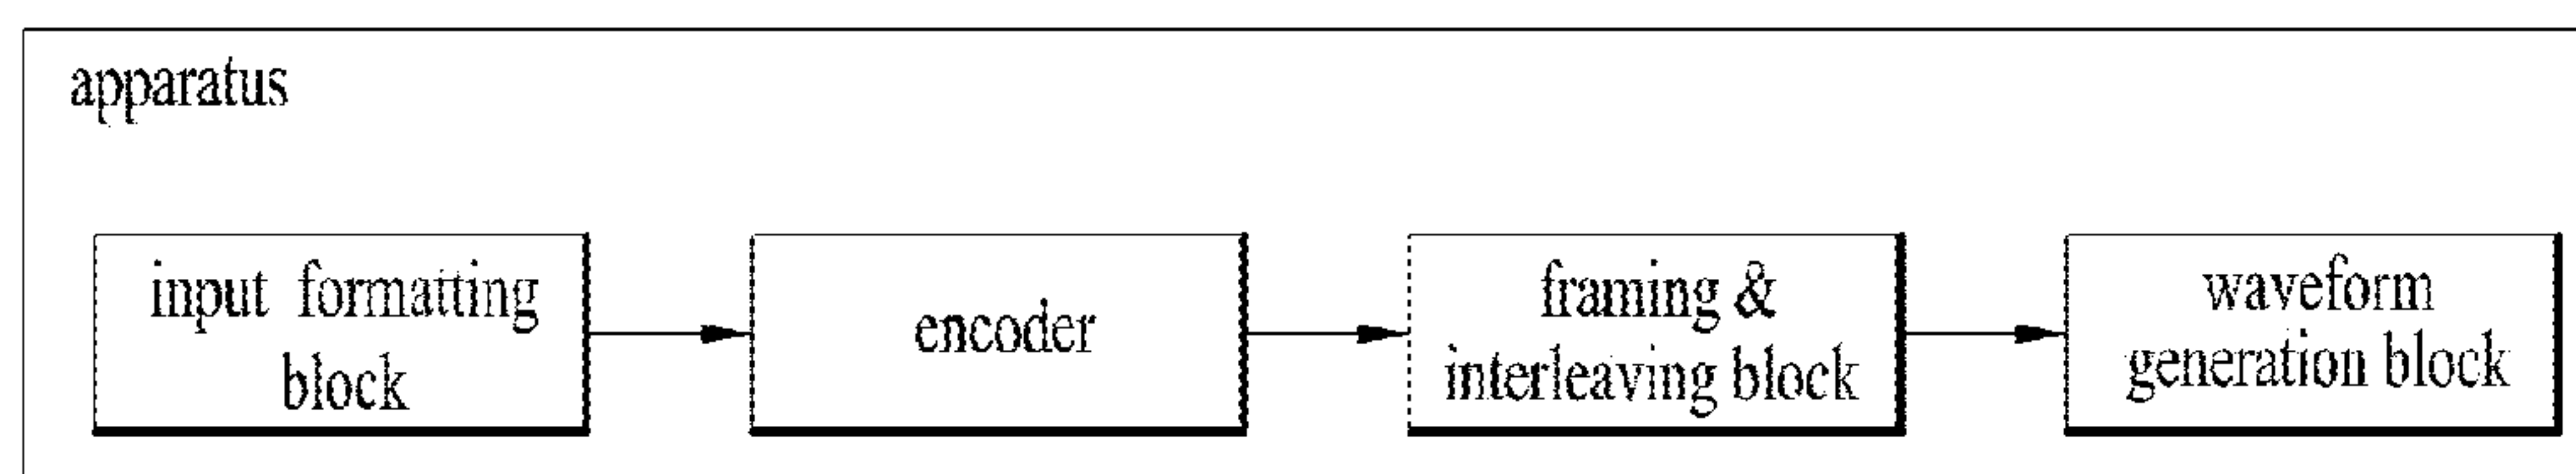 apparatus
input formatting
block
encoder
framing &
interleaving block
waveform
generation block